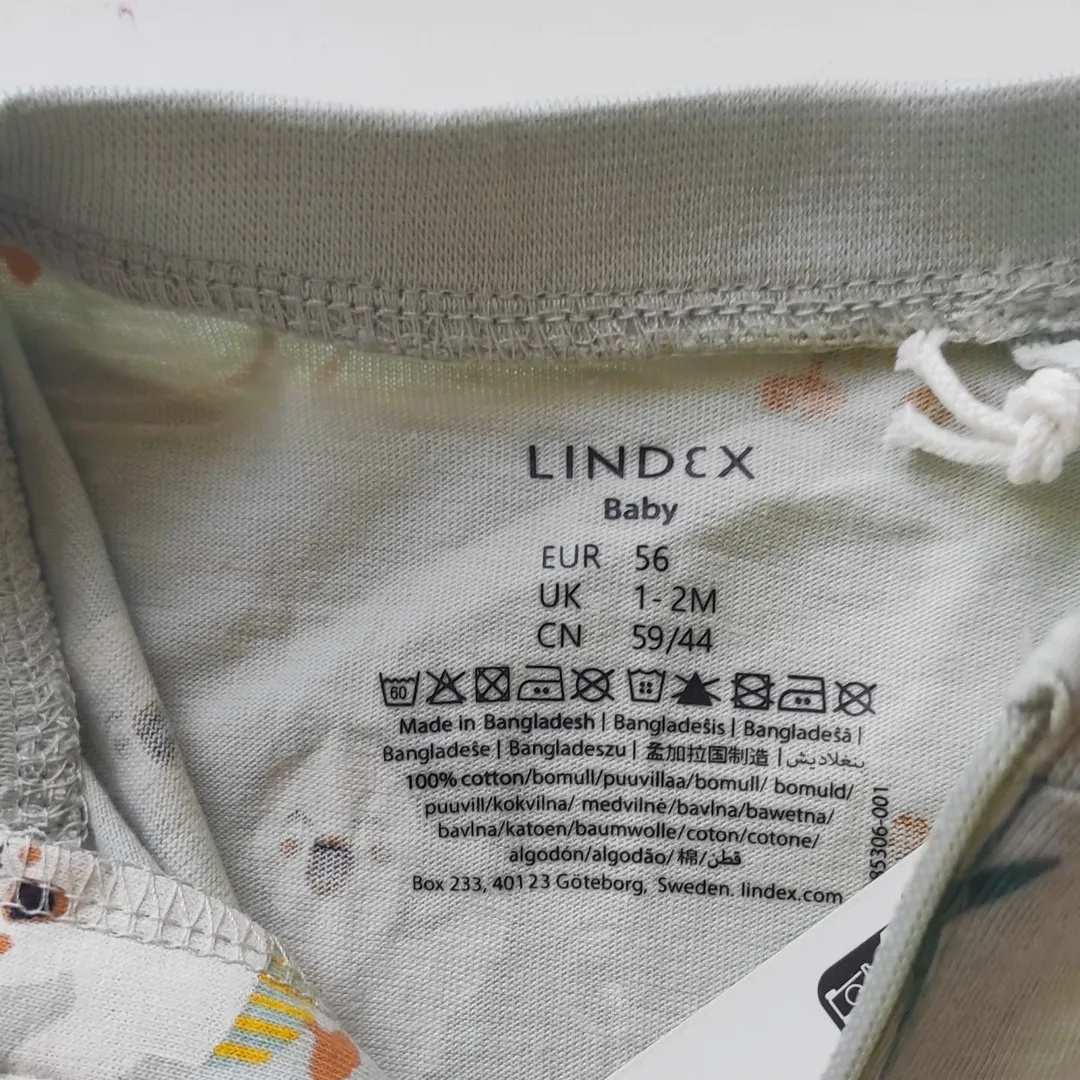 LINDEX
Baby
EUR 56
UK 1-2M
CN 59/44
60
Made in Bangladesh | Bangladešis | Bangladešā |
Bangladeše | Bangladeszu | 孟加拉国制造 | بنغلاديش
100% cotton/bomull/puuvillaa/bomull/ bomuld/
puuvill/kokvilna/ medvilnė/bavlna/bawełna/
bavlna/katoen/baumwolle/coton/cotone/
algodón/algodão/ 棉/قطن
Box 233, 40123 Göteborg, Sweden. lindex.com